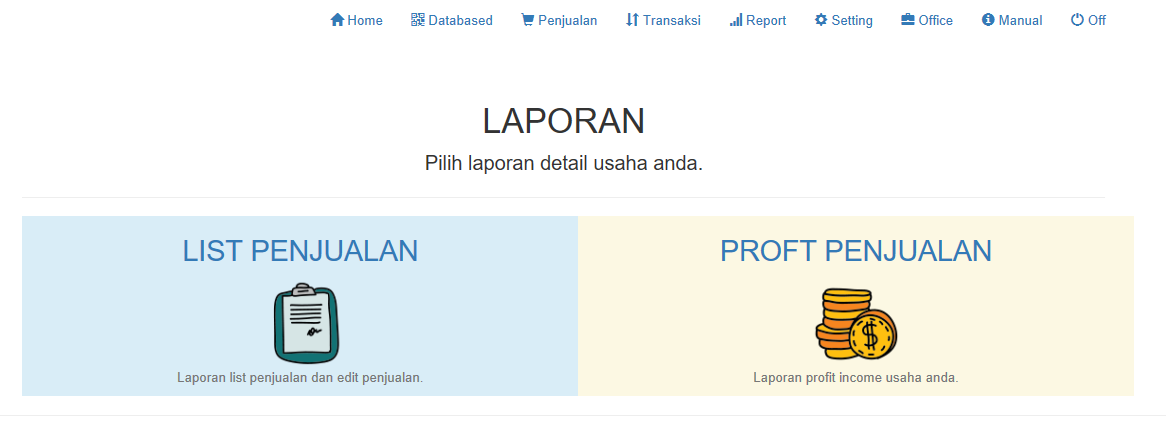 Home Databased Penjualan Transaksi Report Setting Office Manual Off
LAPORAN
Pilih laporan detail usaha anda.
LIST PENJUALAN
Laporan list penjualan dan edit penjualan.
PROFT PENJUALAN
$
Laporan profit income usaha anda.